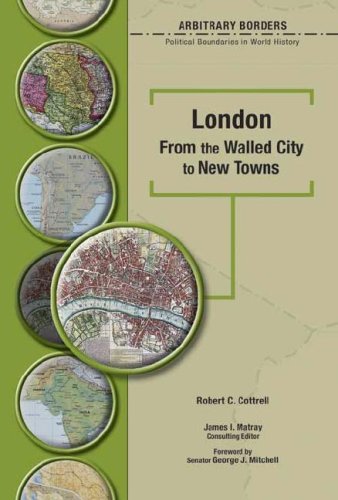 ARBITRARY BORDERS
Political Boundaries in World History
London
From the Walled City
to New Towns
Robert C. Cottrell
James I. Matray
Consulting Editor
Foreword by
Senator George J. Mitchell